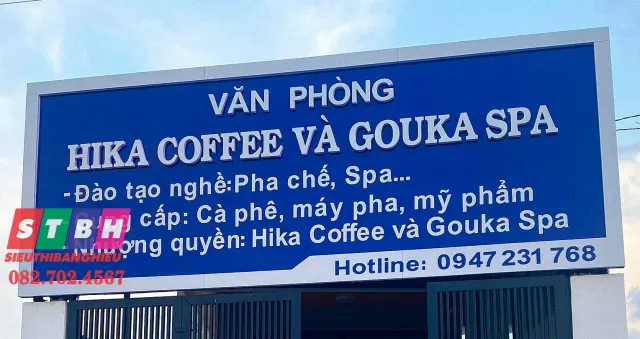 VĂN PHÒNG
HIKA COFFEE VÀ GOUKA SPA
-Đào tạo nghề:Pha chế, Spa...
cấp: Cà phê, máy pha, mỹ phẩm
- Nhượng quyền: Hika Coffee và Gouka Spa
Hotline: 0947 231 768
STBH
SIEUTHIBANGHIEU
082.702.4567